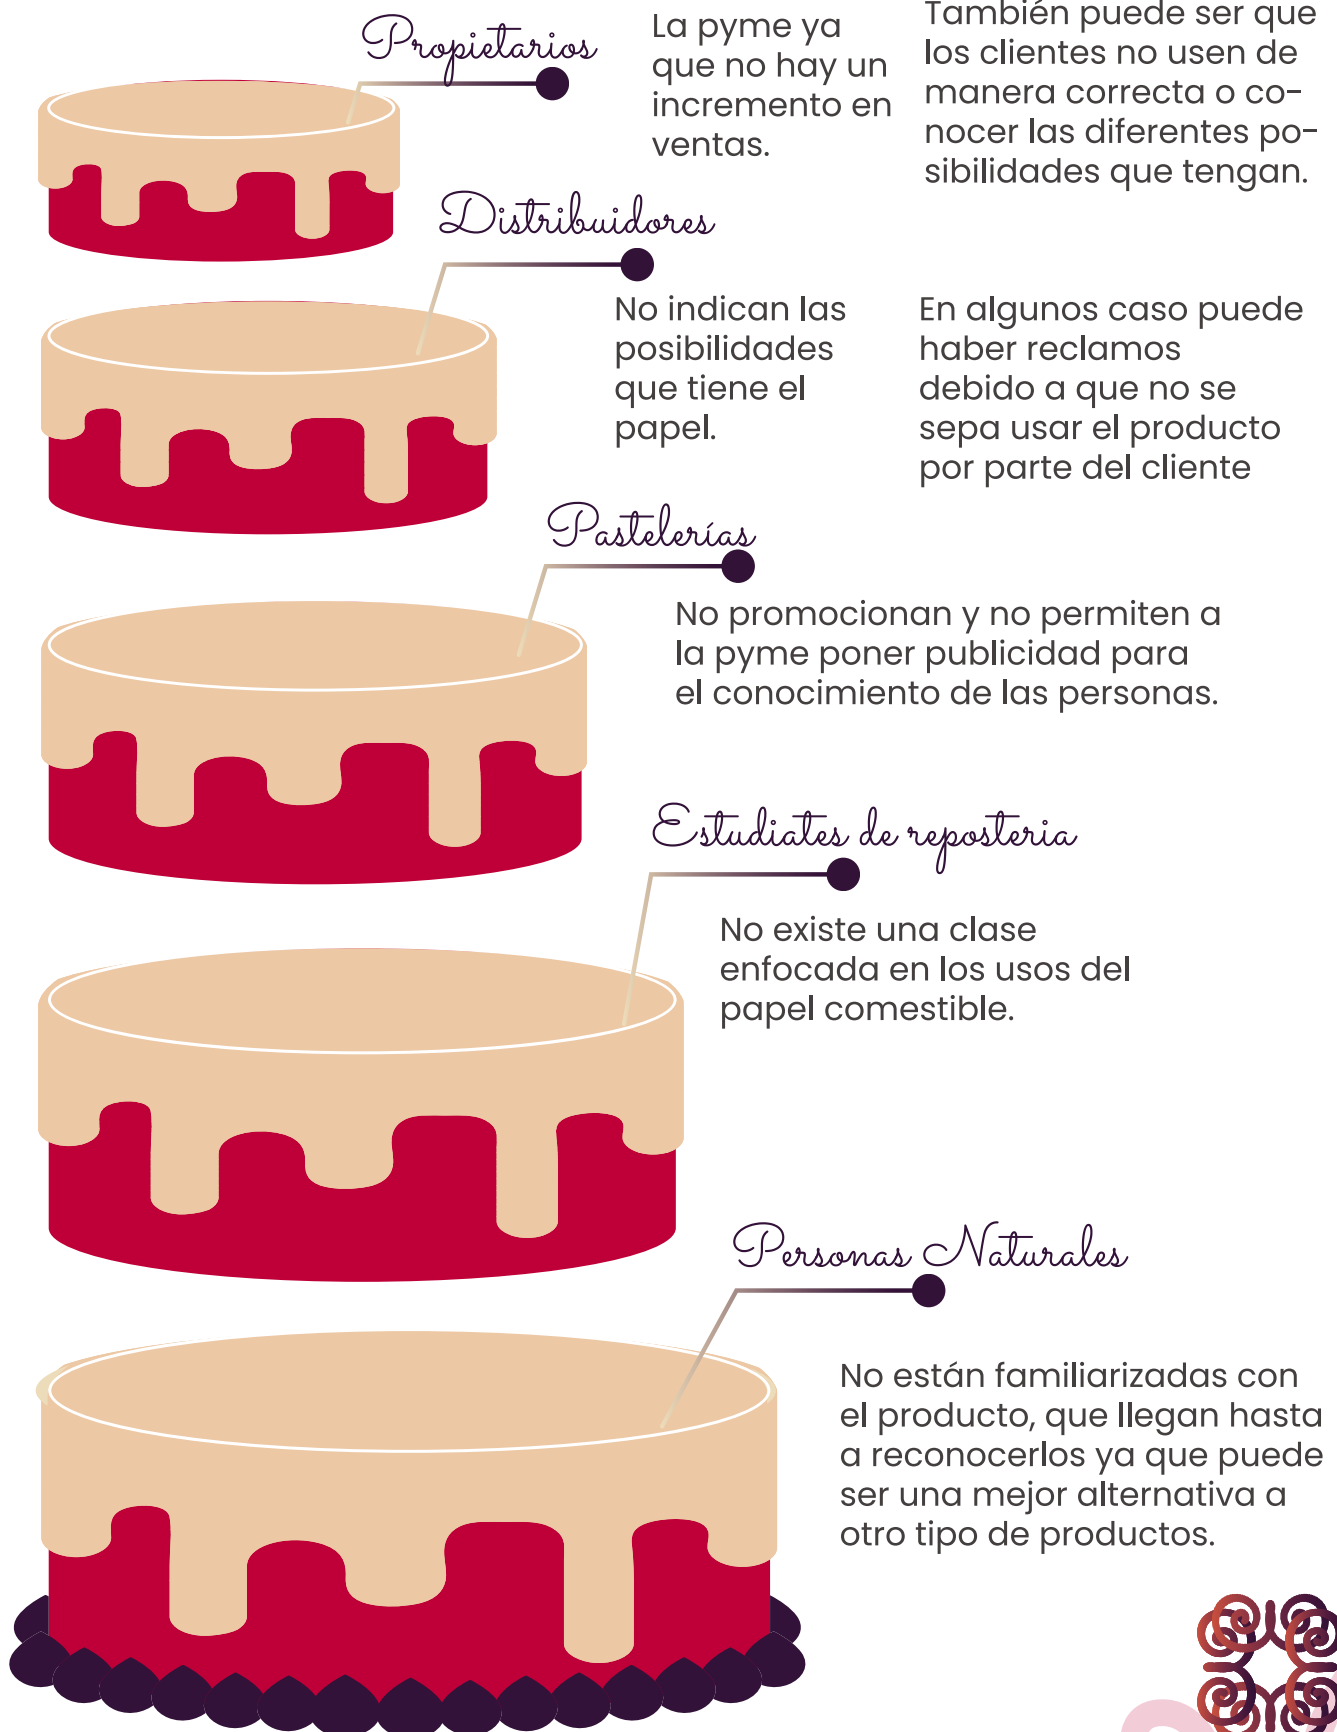 Propietarios
La pyme ya
que no hay un
incremento en
ventas.
También puede ser que
los clientes no usen de
manera correcta o co-
nocer las diferentes po-
sibilidades que tengan.
Distribuidores
No indican las
posibilidades
que tiene el
papel.
En algunos caso puede
haber reclamos
debido a que no se
sepa usar el producto
por parte del cliente
Pastelerías
No promocionan y no permiten a
la pyme poner publicidad para
el conocimiento de las personas.
Estudiates de reposteria
No existe una clase
enfocada en los usos del
papel comestible.
Personas Naturales
No están familiarizadas con
el producto, que llegan hasta
a reconocerlos ya que puede
ser una mejor alternativa a
otro tipo de productos.